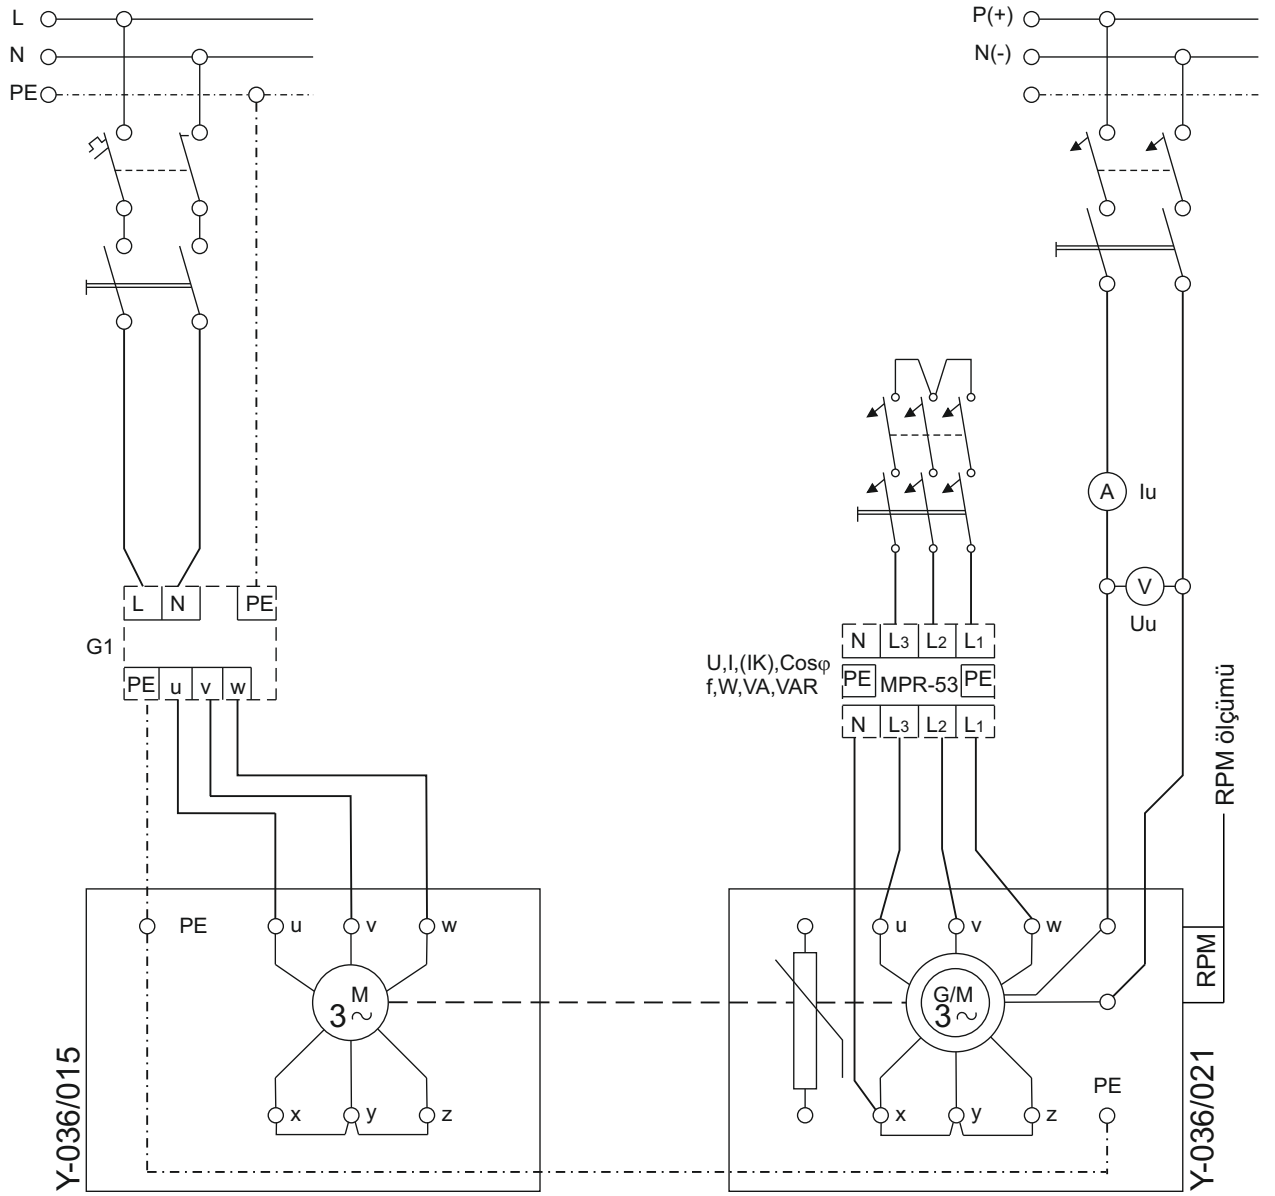 L
N
PE
P(+)
N(-)
A
Iu
V
Uu
L N PE
G1
PE u v w
N L3 L2 L1
U,I,(IK),Cosφ
f,W,VA,VAR
PE MPR-53 PE
N L3 L2 L1
RPM ölçümü
RPM
PE
u
v
w
M
3 ~
x
y
z
Y-036/015
u
v
w
G/M
3 ~
x
y
z
PE
Y-036/021